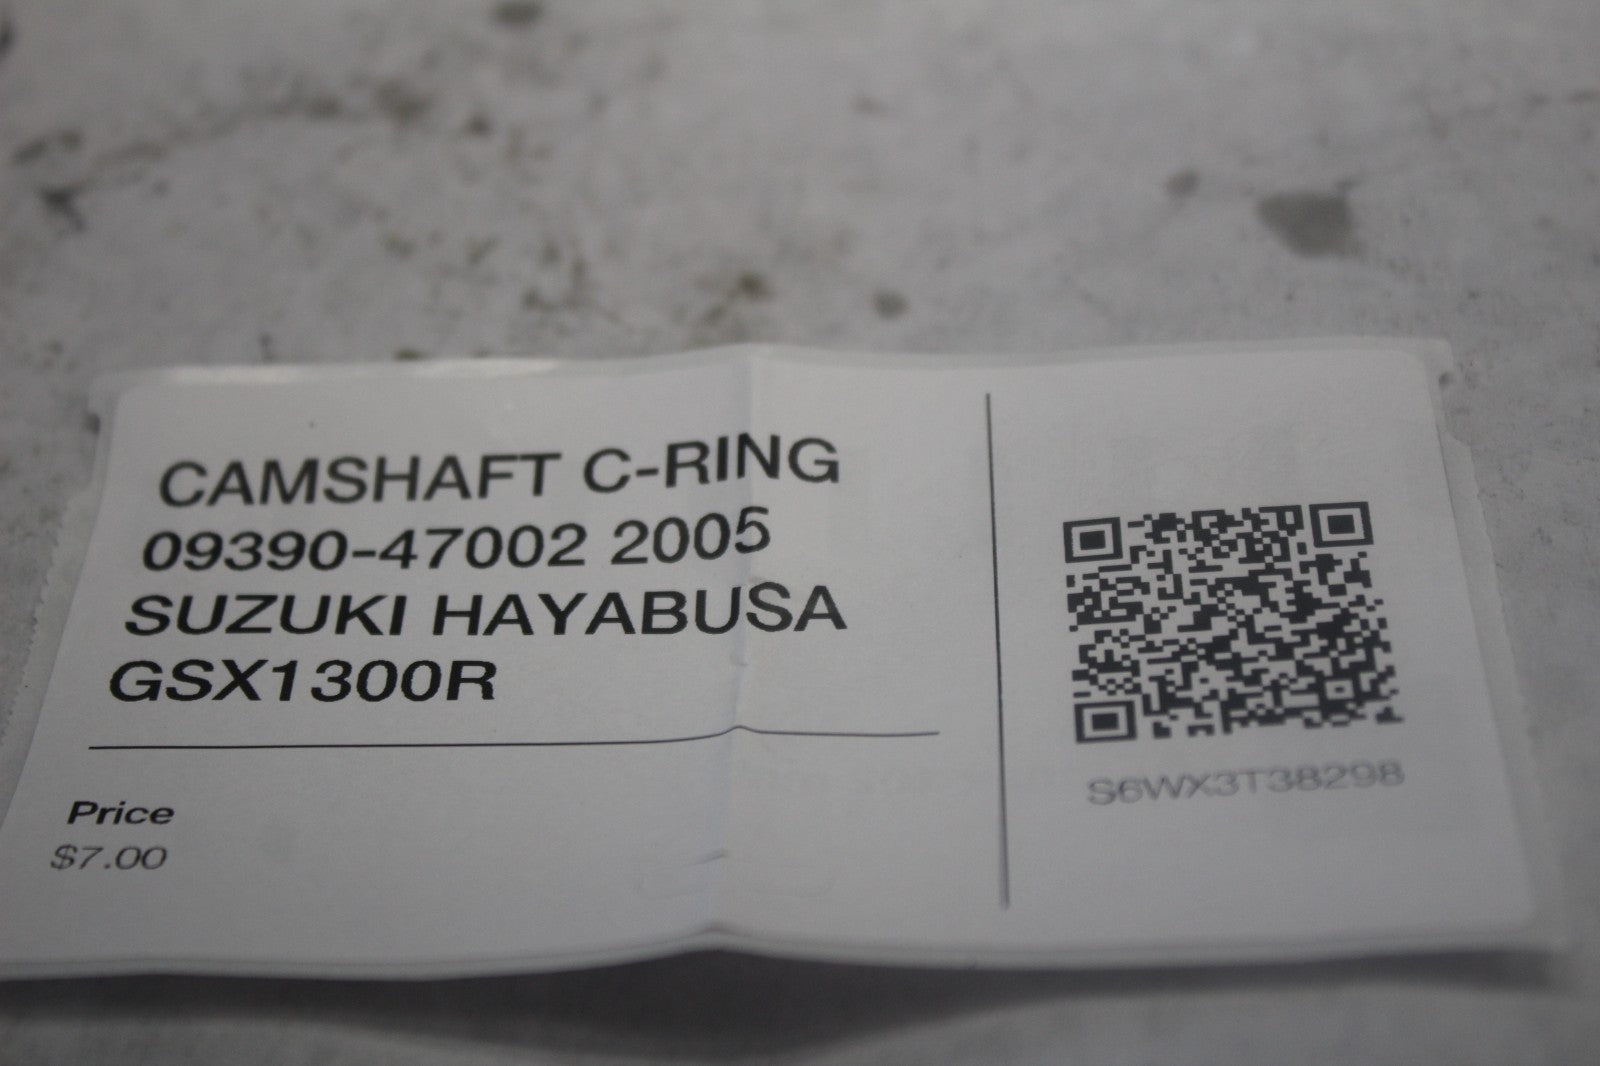 CAMSHAFT C-RING
09390-47002 2005
SUZUKI HAYABUSA
GSX1300R
Price
$7.00
S6WX3T38298